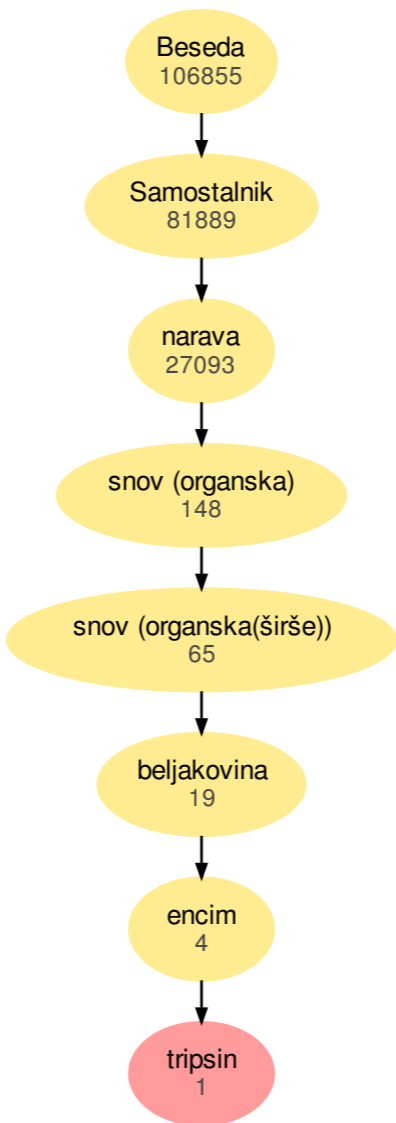 Beseda
106855
Samostalnik
81889
narava
27093
snov (organska)
148
snov (organska(širše))
65
beljakovina
19
encim
4
tripsin
1